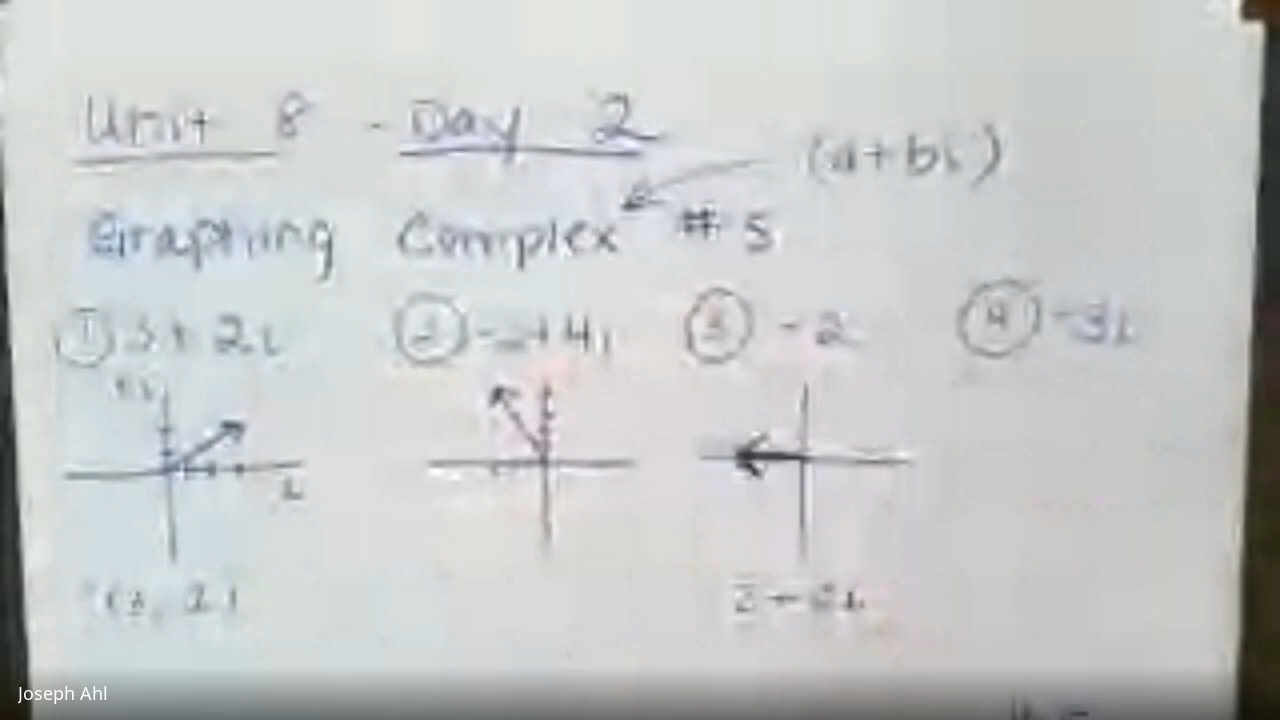 Unit 8 - Day 2
(a+bi)
Graphing Complex #s
① 3 + 2i ② -2+4i ③ -2 ④ -3i
(3, 2)
Joseph Ahl